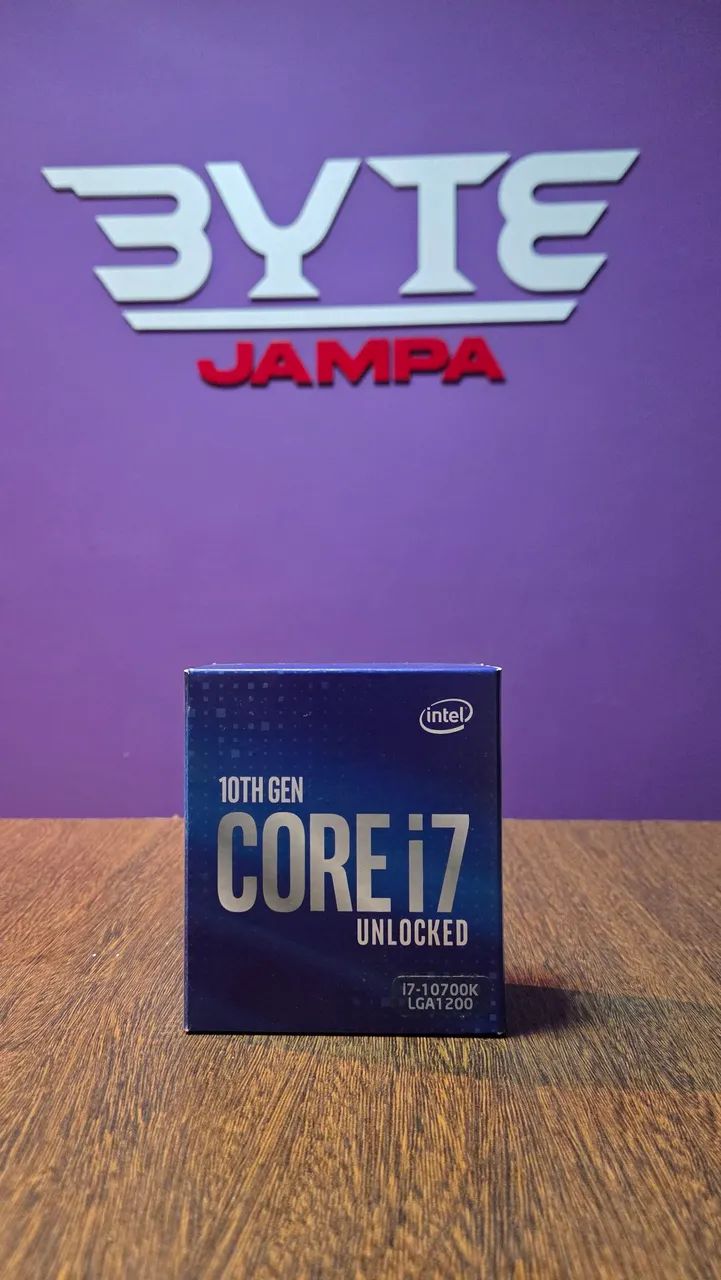 BYTE
JAMPA
intel
10TH GEN
CORE i7
UNLOCKED
i7-10700K
LGA1200